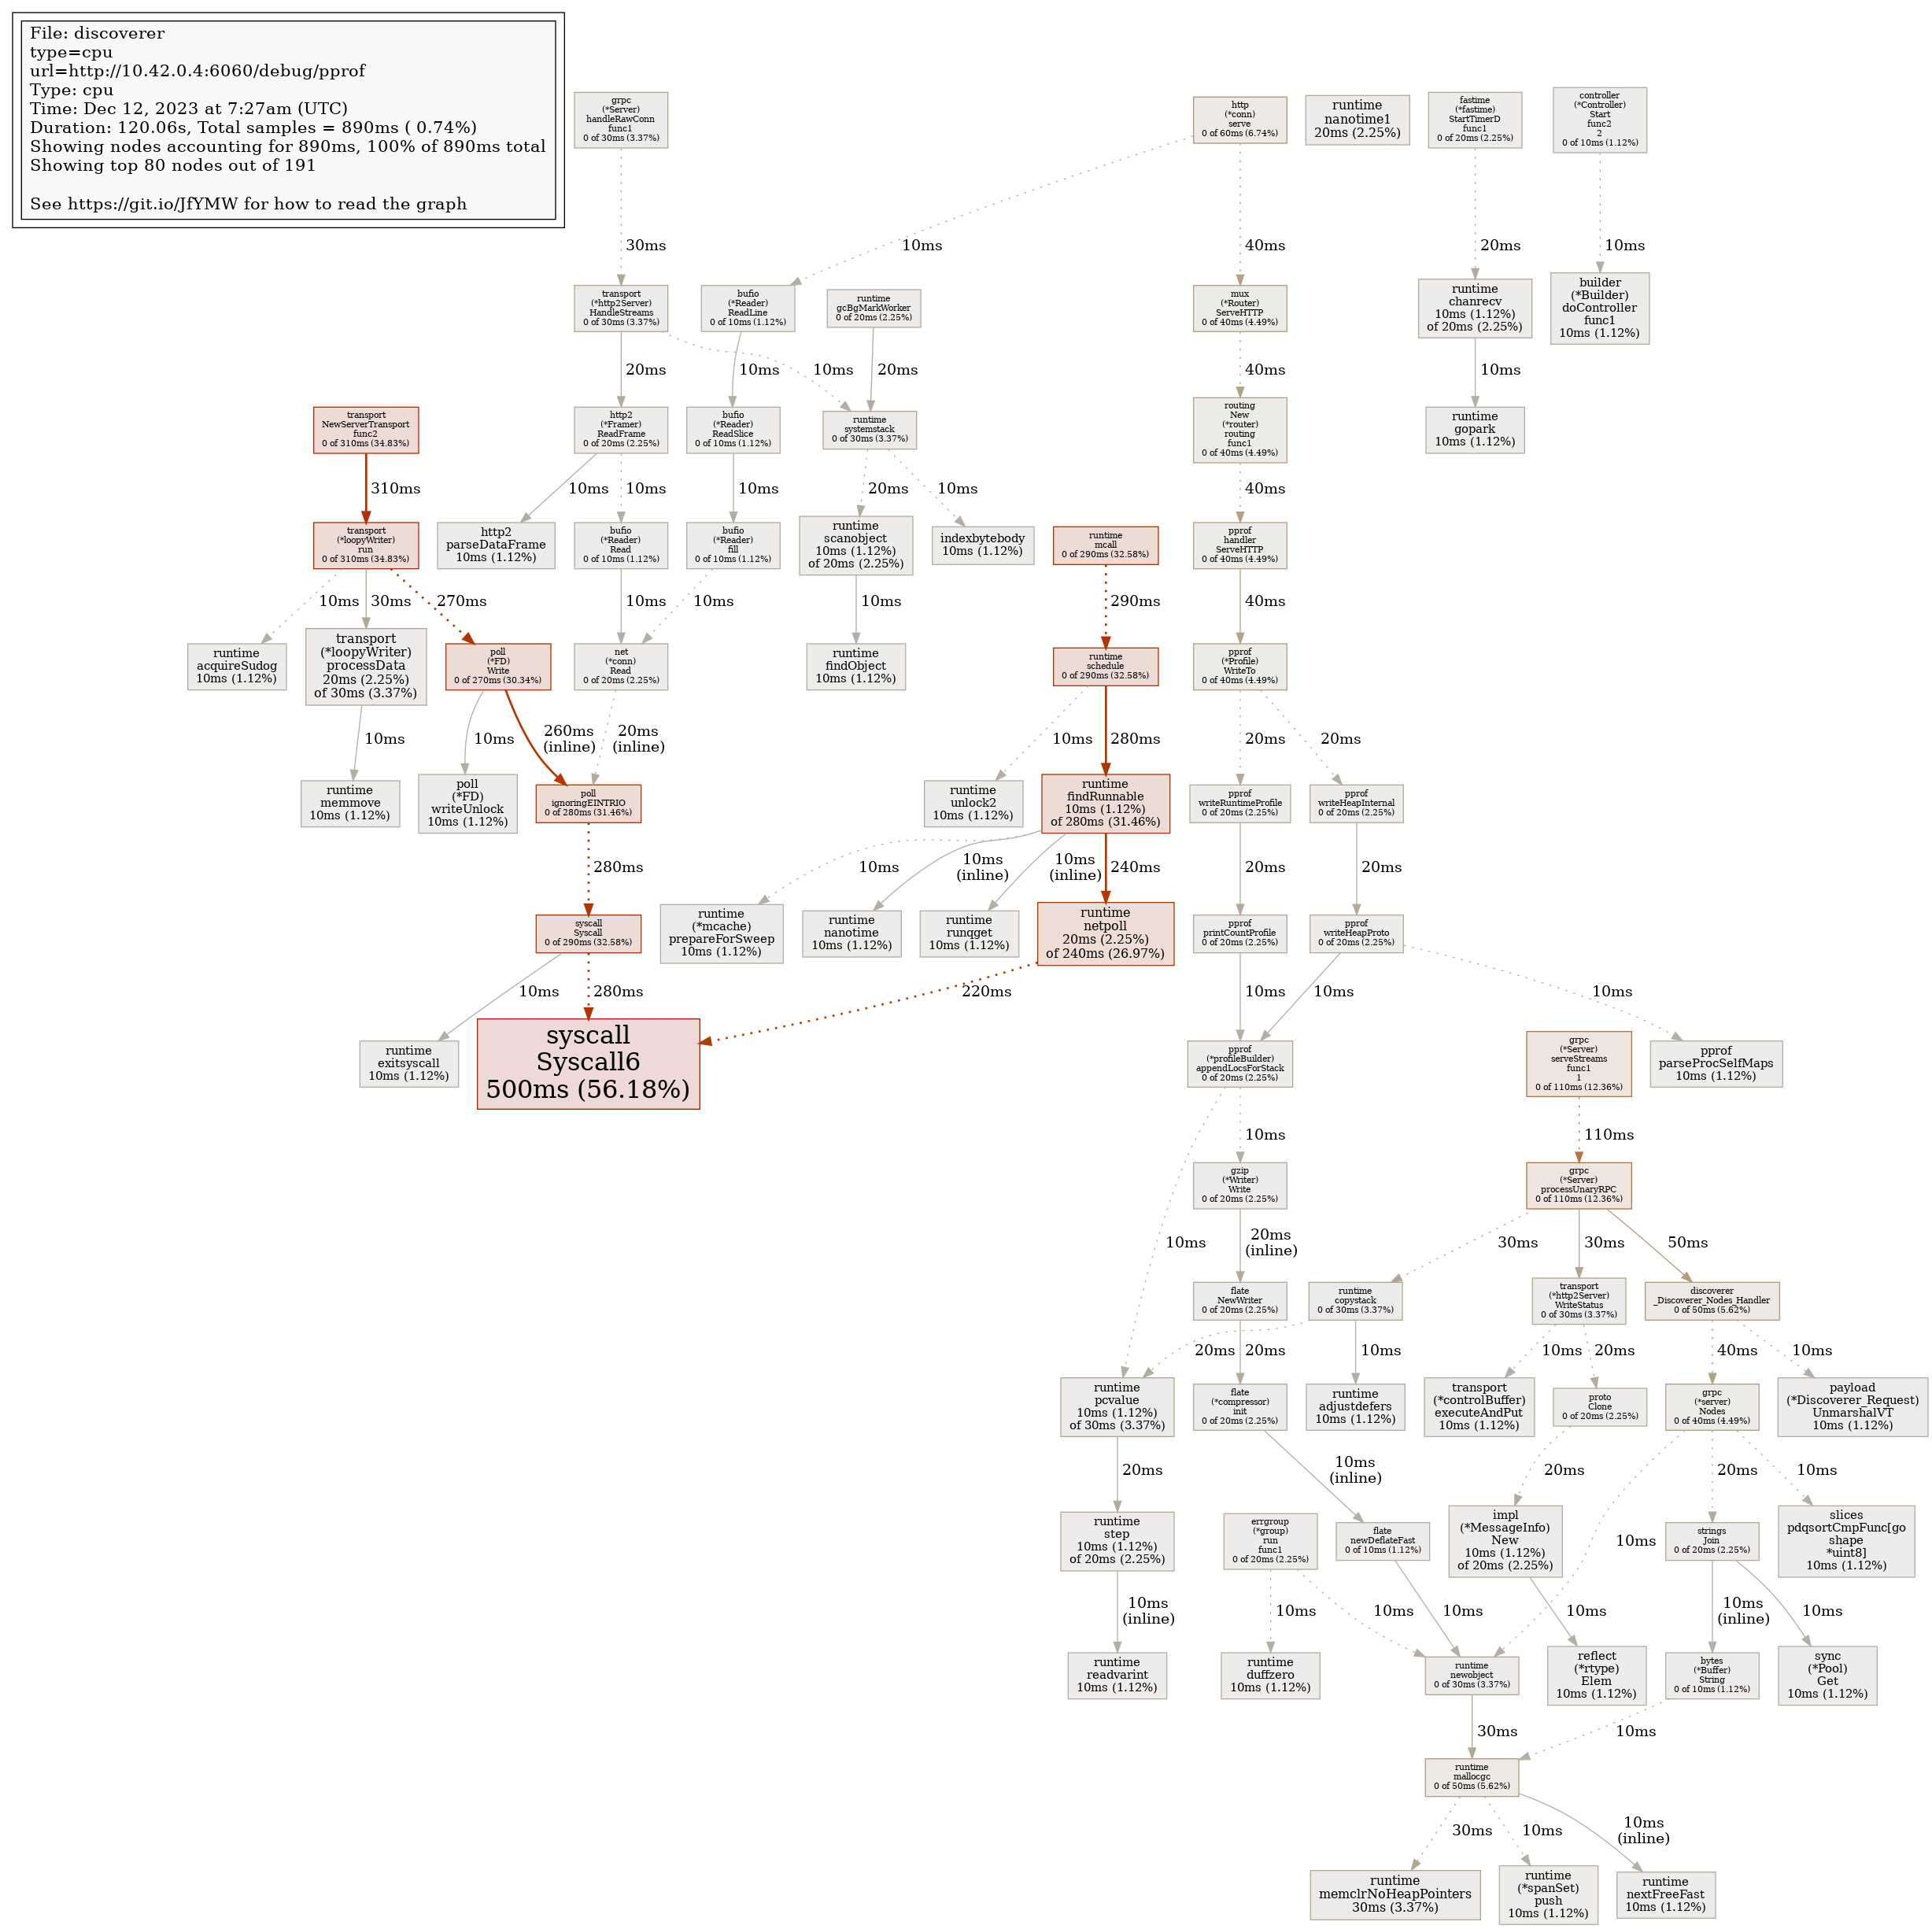 File: discoverer
type=cpu
url=http://10.42.0.4:6060/debug/pprof
Type: cpu
Time: Dec 12, 2023 at 7:27am (UTC)
Duration: 120.06s, Total samples = 890ms ( 0.74%)
Showing nodes accounting for 890ms, 100% of 890ms total
Showing top 80 nodes out of 191
See https://git.io/JfYMW for how to read the graph
grpc
(*Server)
handleRawConn
func1
0 of 30ms (3.37%)
http
(*conn)
serve
0 of 60ms (6.74%)
runtime
nanotime1
20ms (2.25%)
fastime
(*fastime)
StartTimerD
func1
0 of 20ms (2.25%)
controller
(*Controller)
Start
func2
2
0 of 10ms (1.12%)
30ms
10ms
40ms
20ms
10ms
transport
(*http2Server)
HandleStreams
0 of 30ms (3.37%)
bufio
(*Reader)
ReadLine
0 of 10ms (1.12%)
runtime
gcBgMarkWorker
0 of 20ms (2.25%)
mux
(*Router)
ServeHTTP
0 of 40ms (4.49%)
runtime
chanrecv
10ms (1.12%)
of 20ms (2.25%)
builder
(*Builder)
doController
func1
10ms (1.12%)
20ms
10ms
10ms
20ms
40ms
10ms
transport
NewServerTransport
func2
0 of 310ms (34.83%)
http2
(*Framer)
ReadFrame
0 of 20ms (2.25%)
bufio
(*Reader)
ReadSlice
0 of 10ms (1.12%)
runtime
systemstack
0 of 30ms (3.37%)
routing
New
(*router)
routing
func1
0 of 40ms (4.49%)
runtime
gopark
10ms (1.12%)
310ms
10ms
10ms
10ms
20ms
10ms
40ms
transport
(*loopyWriter)
run
0 of 310ms (34.83%)
http2
parseDataFrame
10ms (1.12%)
bufio
(*Reader)
Read
0 of 10ms (1.12%)
bufio
(*Reader)
fill
0 of 10ms (1.12%)
runtime
scanobject
10ms (1.12%)
of 20ms (2.25%)
indexbytebody
10ms (1.12%)
runtime
mcall
0 of 290ms (32.58%)
pprof
handler
ServeHTTP
0 of 40ms (4.49%)
10ms
30ms
270ms
10ms
10ms
10ms
290ms
40ms
runtime
acquireSudog
10ms (1.12%)
transport
(*loopyWriter)
processData
20ms (2.25%)
of 30ms (3.37%)
poll
(*FD)
Write
0 of 270ms (30.34%)
net
(*conn)
Read
0 of 20ms (2.25%)
runtime
findObject
10ms (1.12%)
runtime
schedule
0 of 290ms (32.58%)
pprof
(*Profile)
WriteTo
0 of 40ms (4.49%)
10ms
10ms
260ms
(inline)
20ms
(inline)
10ms
280ms
20ms
20ms
runtime
memmove
10ms (1.12%)
poll
(*FD)
writeUnlock
10ms (1.12%)
poll
ignoringEINTRIO
0 of 280ms (31.46%)
runtime
unlock2
10ms (1.12%)
runtime
findRunnable
10ms (1.12%)
of 280ms (31.46%)
pprof
writeRuntimeProfile
0 of 20ms (2.25%)
pprof
writeHeapInternal
0 of 20ms (2.25%)
280ms
10ms
10ms
(inline)
10ms
(inline)
240ms
20ms
20ms
syscall
Syscall
0 of 290ms (32.58%)
runtime
(*mcache)
prepareForSweep
10ms (1.12%)
runtime
nanotime
10ms (1.12%)
runtime
runqget
10ms (1.12%)
runtime
netpoll
20ms (2.25%)
of 240ms (26.97%)
pprof
printCountProfile
0 of 20ms (2.25%)
pprof
writeHeapProto
0 of 20ms (2.25%)
10ms
280ms
220ms
10ms
10ms
10ms
runtime
exitsyscall
10ms (1.12%)
syscall
Syscall6
500ms (56.18%)
pprof
(*profileBuilder)
appendLocsForStack
0 of 20ms (2.25%)
grpc
(*Server)
serveStreams
func1
1
0 of 110ms (12.36%)
pprof
parseProcSelfMaps
10ms (1.12%)
10ms
110ms
gzip
(*Writer)
Write
0 of 20ms (2.25%)
grpc
(*Server)
processUnaryRPC
0 of 110ms (12.36%)
10ms
20ms
(inline)
30ms
30ms
50ms
flate
NewWriter
0 of 20ms (2.25%)
runtime
copystack
0 of 30ms (3.37%)
transport
(*http2Server)
WriteStatus
0 of 30ms (3.37%)
discoverer
_Discoverer_Nodes_Handler
0 of 50ms (5.62%)
20ms
20ms
10ms
10ms
20ms
40ms
10ms
runtime
pcvalue
10ms (1.12%)
of 30ms (3.37%)
flate
(*compressor)
init
0 of 20ms (2.25%)
runtime
adjustdefers
10ms (1.12%)
transport
(*controlBuffer)
executeAndPut
10ms (1.12%)
proto
Clone
0 of 20ms (2.25%)
grpc
(*server)
Nodes
0 of 40ms (4.49%)
payload
(*Discoverer_Request)
UnmarshalVT
10ms (1.12%)
20ms
10ms
(inline)
20ms
20ms
10ms
runtime
step
10ms (1.12%)
of 20ms (2.25%)
errgroup
(*group)
run
func1
0 of 20ms (2.25%)
flate
newDeflateFast
0 of 10ms (1.12%)
impl
(*MessageInfo)
New
10ms (1.12%)
of 20ms (2.25%)
10ms
strings
Join
0 of 20ms (2.25%)
slices
pdqsortCmpFunc[go
shape
*uint8]
10ms (1.12%)
10ms
(inline)
10ms
10ms
10ms
10ms
10ms
(inline)
10ms
runtime
readvarint
10ms (1.12%)
runtime
duffzero
10ms (1.12%)
runtime
newobject
0 of 30ms (3.37%)
reflect
(*rtype)
Elem
10ms (1.12%)
bytes
(*Buffer)
String
0 of 10ms (1.12%)
sync
(*Pool)
Get
10ms (1.12%)
30ms
10ms
runtime
mallocgc
0 of 50ms (5.62%)
30ms
10ms
10ms
(inline)
runtime
memclrNoHeapPointers
30ms (3.37%)
runtime
(*spanSet)
push
10ms (1.12%)
runtime
nextFreeFast
10ms (1.12%)